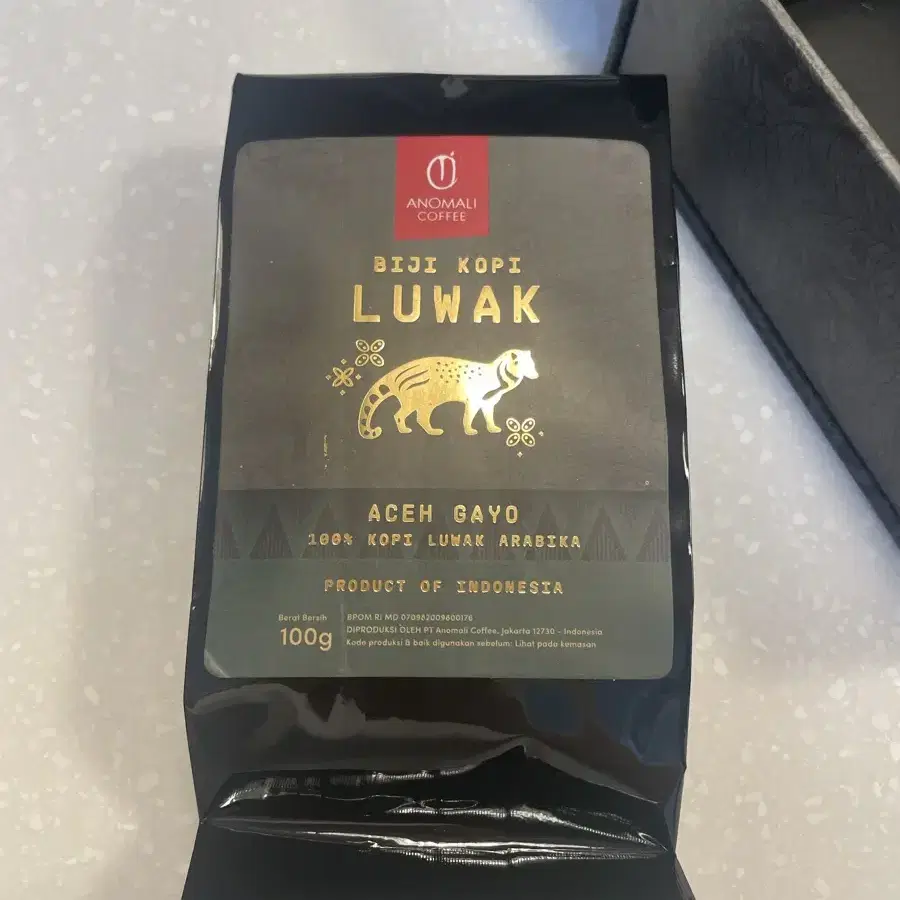 ANOMALI
COFFEE
BIJI KOPI
LUWAK
ACEH GAYO
100% KOPI LUWAK ARABIKA
PRODUCT OF INDONESIA
Berat Bersih
100g
BPOM RI MD 070982009600176
DIPRODUKSI OLEH PT Anomali Coffee, Jakarta 12730 - Indonesia
Kode produksi & baik digunakan sebelum: Lihat pada kemasan